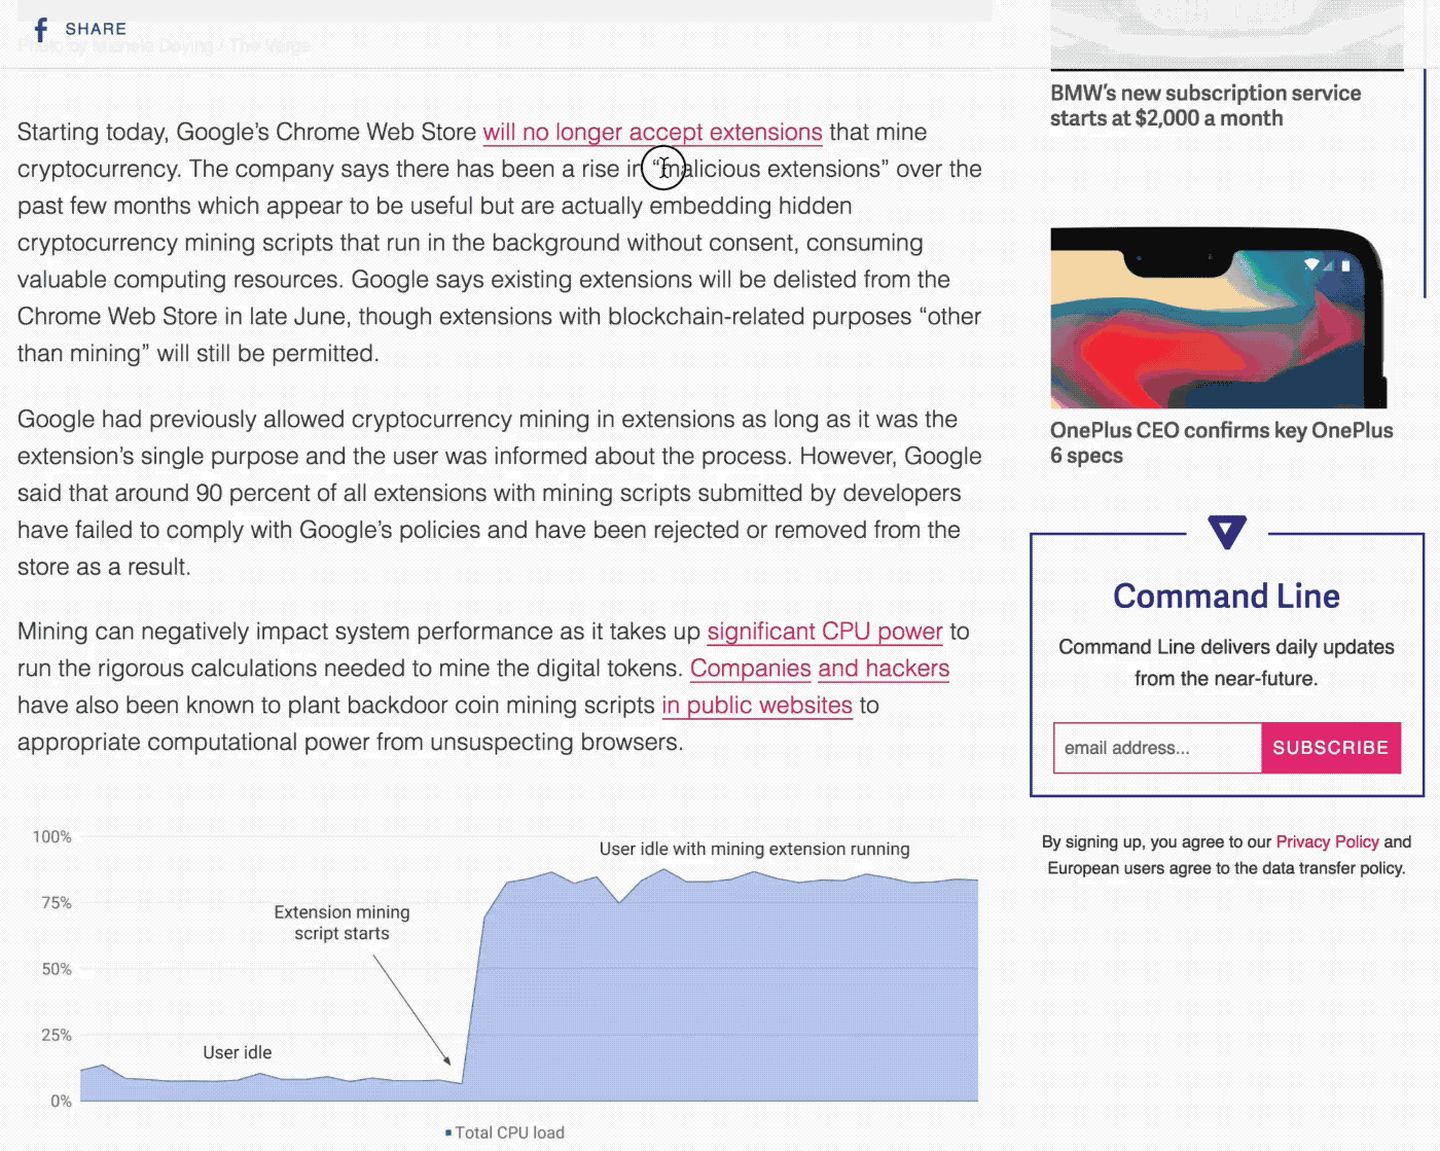 SHARE
Photo by Michele Doying / The Verge
Starting today, Google's Chrome Web Store will no longer accept extensions that mine
cryptocurrency. The company says there has been a rise in “malicious extensions” over the
past few months which appear to be useful but are actually embedding hidden
cryptocurrency mining scripts that run in the background without consent, consuming
valuable computing resources. Google says existing extensions will be delisted from the
Chrome Web Store in late June, though extensions with blockchain-related purposes “other
than mining” will still be permitted.
Google had previously allowed cryptocurrency mining in extensions as long as it was the
extension’s single purpose and the user was informed about the process. However, Google
said that around 90 percent of all extensions with mining scripts submitted by developers
have failed to comply with Google’s policies and have been rejected or removed from the
store as a result.
Mining can negatively impact system performance as it takes up significant CPU power to
run the rigorous calculations needed to mine the digital tokens. Companies and hackers
have also been known to plant backdoor coin mining scripts in public websites to
appropriate computational power from unsuspecting browsers.
100%
75%
50%
25%
0%
User idle with mining extension running
Extension mining
script starts
User idle
Total CPU load
BMW’s new subscription service
starts at $2,000 a month
OnePlus CEO confirms key OnePlus
6 specs
Command Line
Command Line delivers daily updates
from the near-future.
email address...
SUBSCRIBE
By signing up, you agree to our Privacy Policy and
European users agree to the data transfer policy.